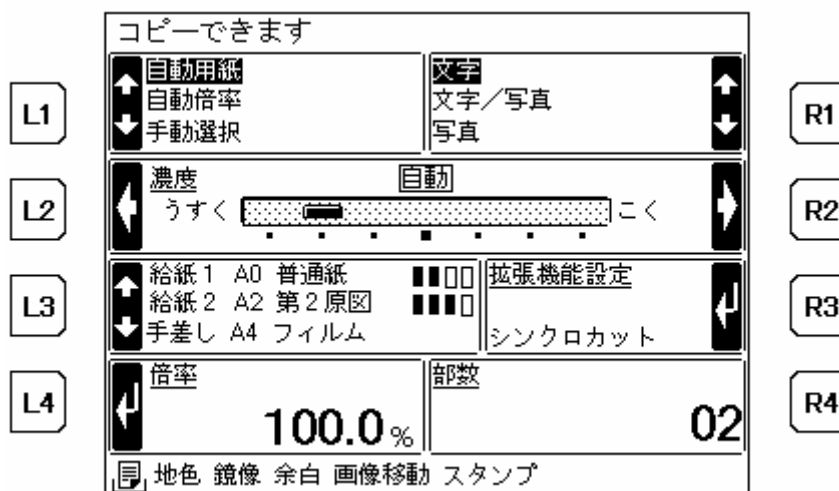 コピーできます
L1
自動用紙
自動倍率
手動選択
文字
文字／写真
写真
R1
L2
濃度
自動
うすく
こく
R2
L3
給紙1 A0 普通紙
給紙2 A2 第2原図
手差し A4 フィルム
拡張機能設定
シンクロカット
R3
L4
倍率
100.0%
部数
02
R4
地色 鏡像 余白 画像移動 スタンプ